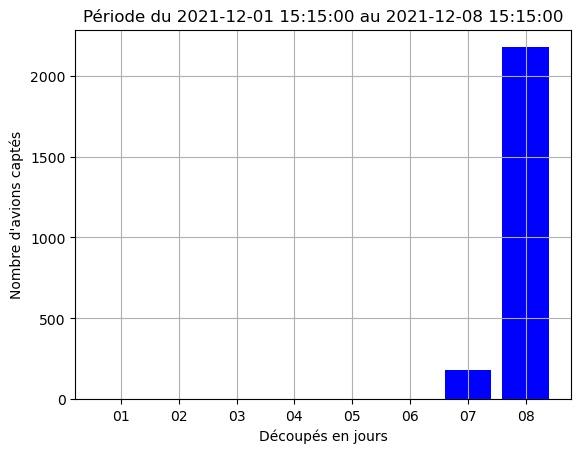 Période du 2021-12-01 15:15:00 au 2021-12-08 15:15:00
Nombre d'avions captés
2000
1500
1000
500
0
01 02 03 04 05 06 07 08
Découpés en jours